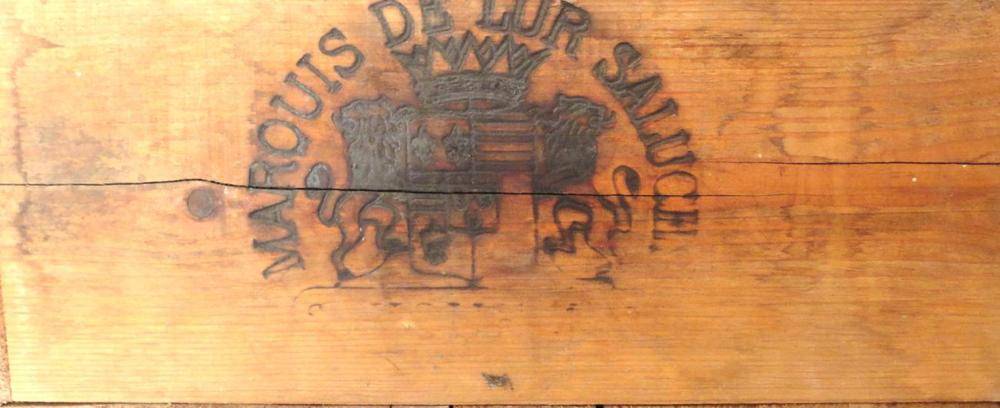 MARQUIS DE LUR SALUCES